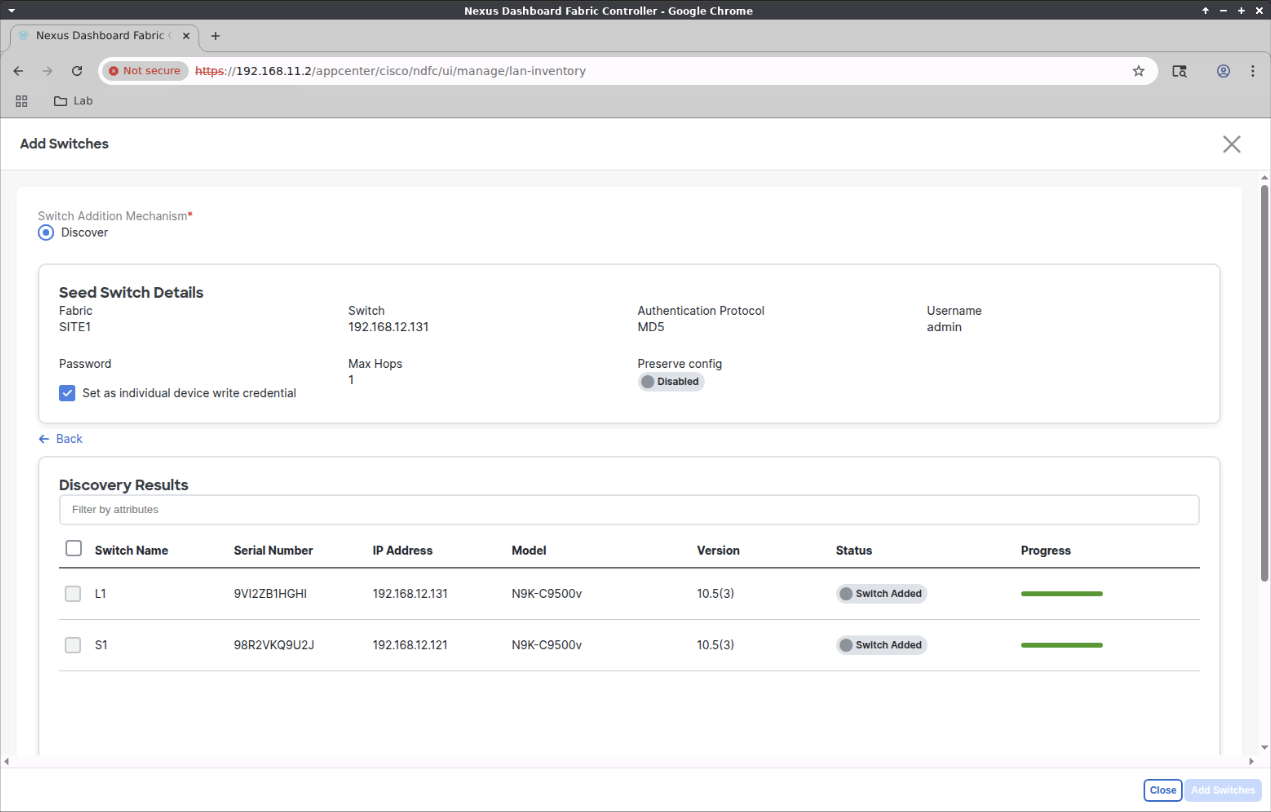 Nexus Dashboard Fabric Controller - Google Chrome
Nexus Dashboard Fabric C
Not secure https://192.168.11.2/appcenter/cisco/ndfc/ui/manage/lan-inventory
Lab
Add Switches
Switch Addition Mechanism*
Discover
Seed Switch Details
Fabric Switch Authentication Protocol Username
SITE1 192.168.12.131 MD5 admin
Password Max Hops Preserve config
Set as individual device write credential 1 Disabled
Back
Discovery Results
Filter by attributes
Switch Name Serial Number IP Address Model Version Status Progress
L1 9VI2ZB1HGHI 192.168.12.131 N9K-C9500v 10.5(3) Switch Added
S1 98R2VKQ9U2J 192.168.12.121 N9K-C9500v 10.5(3) Switch Added
Close Add Switches